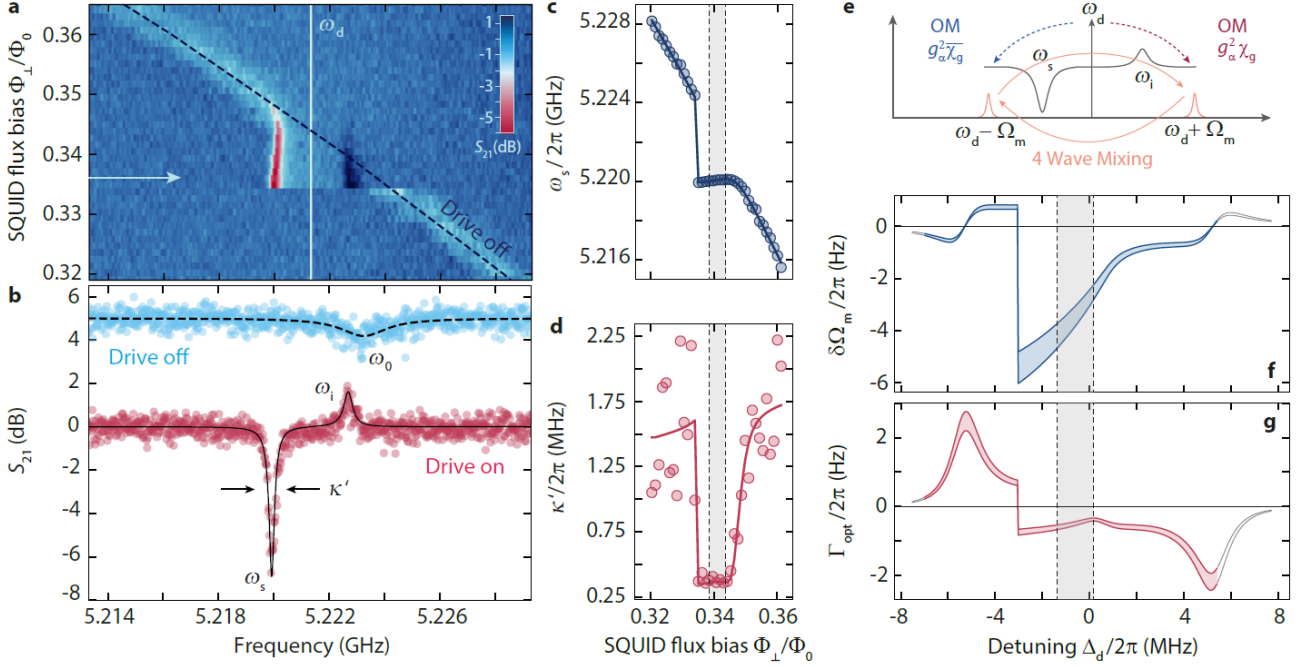 a
0.36
0.35
0.34
0.33
0.32
SQUID flux bias Φ⊥/Φ0
ωd
1
-1
-3
-5
S21(dB)
Drive off
b
6
4
2
0
-2
-4
-6
-8
S21 (dB)
Drive off
ω0
ωi
Drive on
κ′
ωs
5.214
5.218
5.222
5.226
Frequency (GHz)
c
5.228
5.224
5.220
5.216
ωs/2π (GHz)
d
2.25
1.75
1.25
0.75
0.25
κ′/2π (MHz)
0.32
0.34
0.36
SQUID flux bias Φ⊥/Φ0
e
ωd
OM
gα²χ̅g
OM
gα²χg
ωs
ωi
ωd − Ωm
ωd + Ωm
4 Wave Mixing
0
-2
-4
-6
δΩm/2π (Hz)
f
g
2
0
-2
Γopt/2π (Hz)
-8
-4
0
4
8
Detuning Δd/2π (MHz)